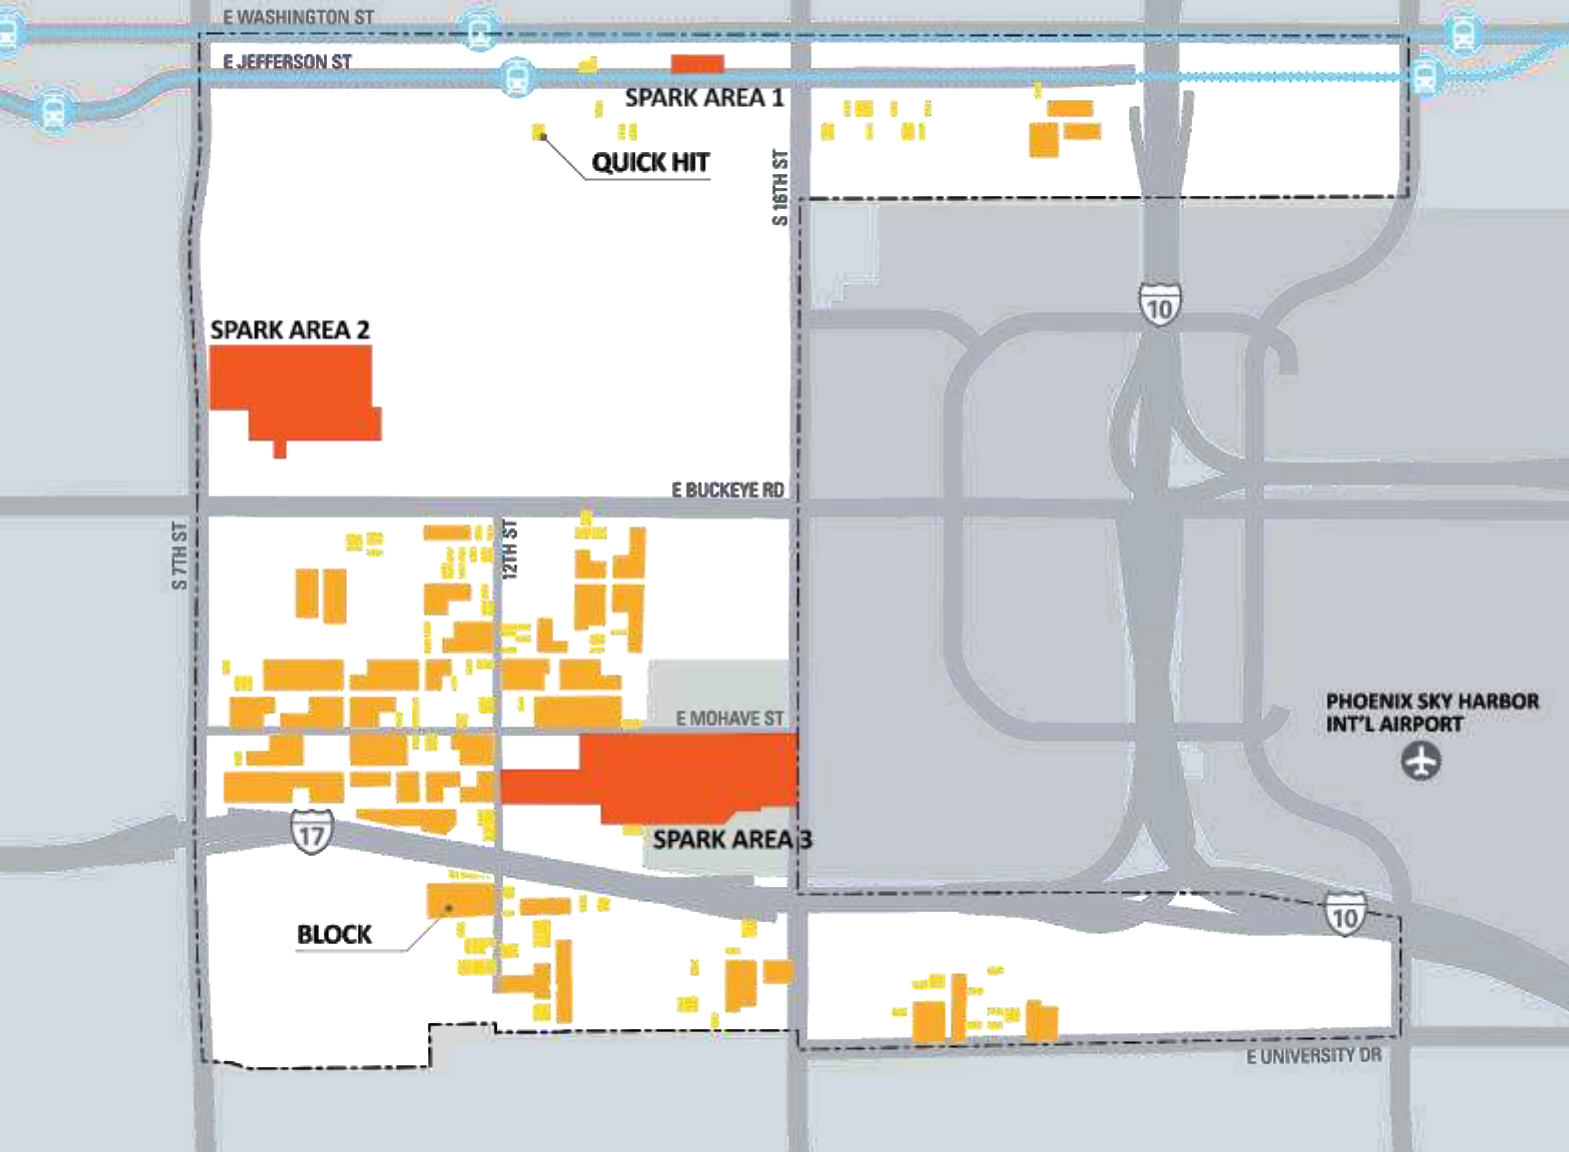 E WASHINGTON ST
E JEFFERSON ST
SPARK AREA 1
QUICK HIT
S 16TH ST
10
SPARK AREA 2
E BUCKEYE RD
S 7TH ST
12TH ST
E MOHAVE ST
PHOENIX SKY HARBOR
INT'L AIRPORT
17
SPARK AREA 3
10
BLOCK
E UNIVERSITY DR